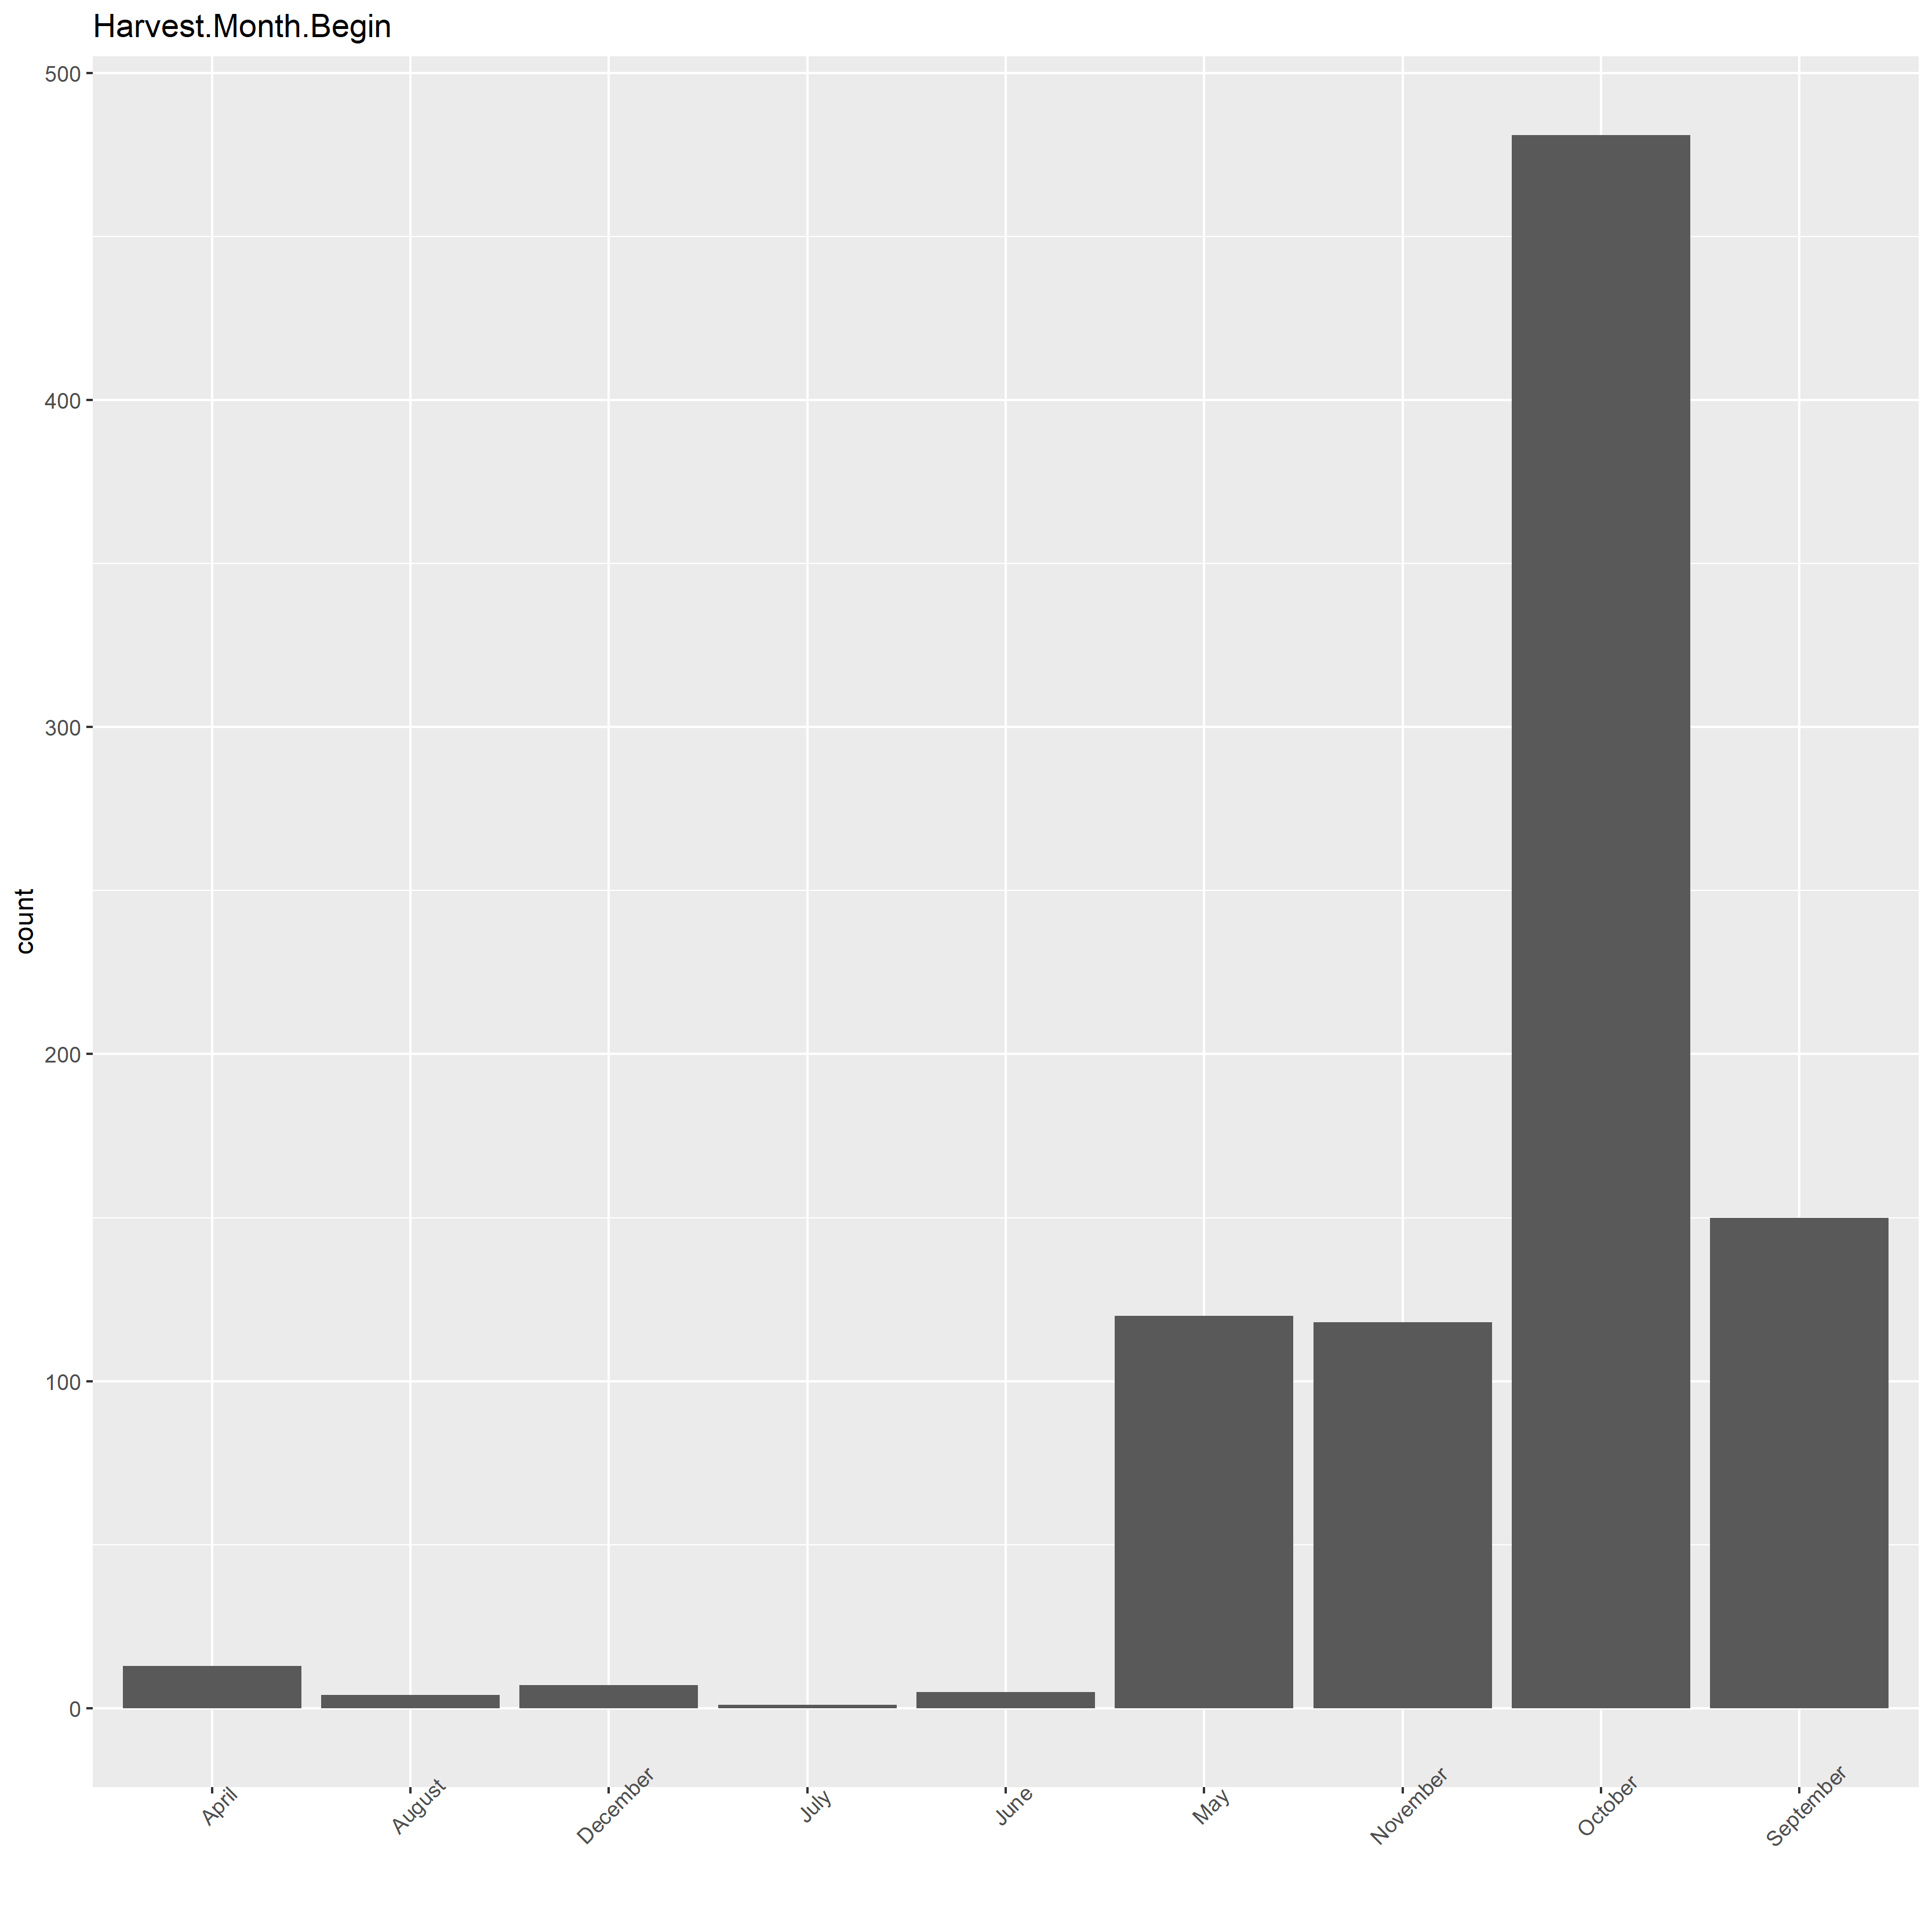 Harvest.Month.Begin
500
400
300
200
100
0
count
April
August
December
July
June
May
November
October
September